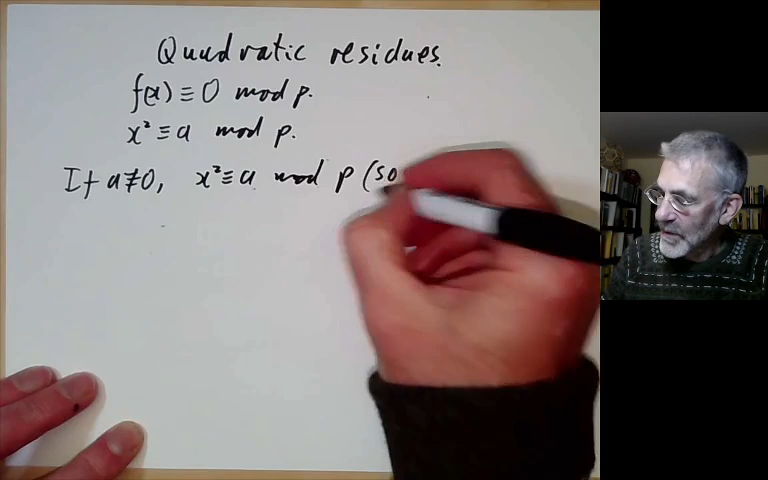 Quadratic residues.
f(x) ≡ 0 mod p.
x² ≡ a mod p.
If a ≢ 0, x² ≡ a mod p (so